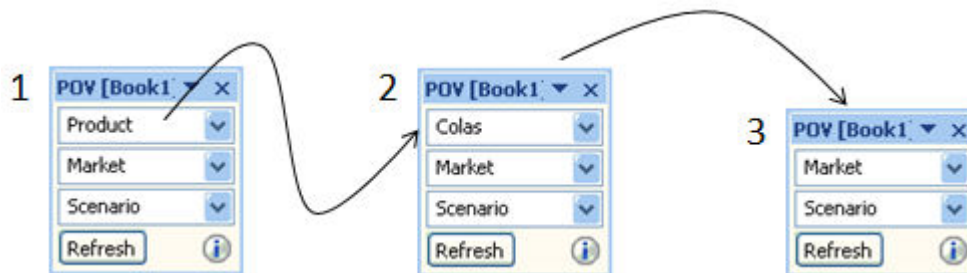 1
POV [Book1]
Product
Market
Scenario
Refresh
2
POV [Book1]
Colas
Market
Scenario
Refresh
3
POV [Book1]
Market
Scenario
Refresh